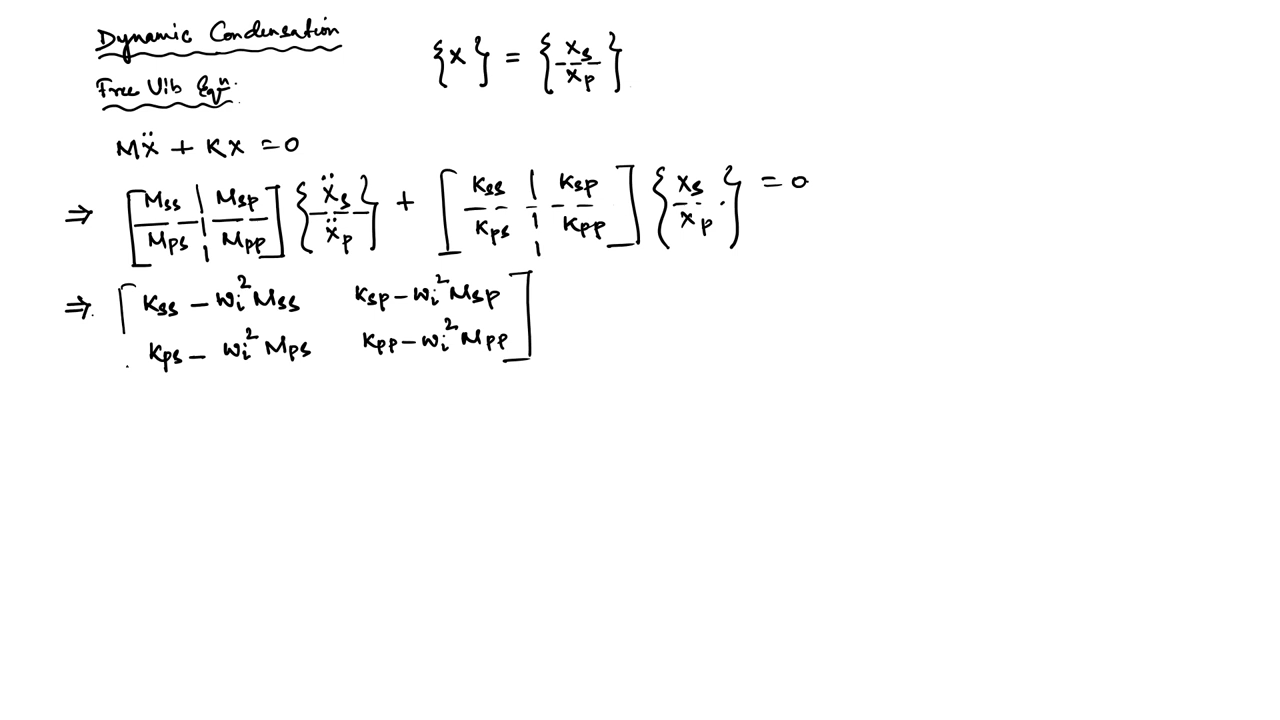 Dynamic Condensation
{x} = {xs / xp}
Free Vib Eqn.
Mẍ + Kx = 0
⇒ [Mss Msp / Mps Mpp] {ẍs / ẍp} + [Kss Ksp / Kps Kpp] {xs / xp} = 0
⇒ [Kss − ωi² Mss Ksp − ωi² Msp
Kps − ωi² Mps Kpp − ωi² Mpp]